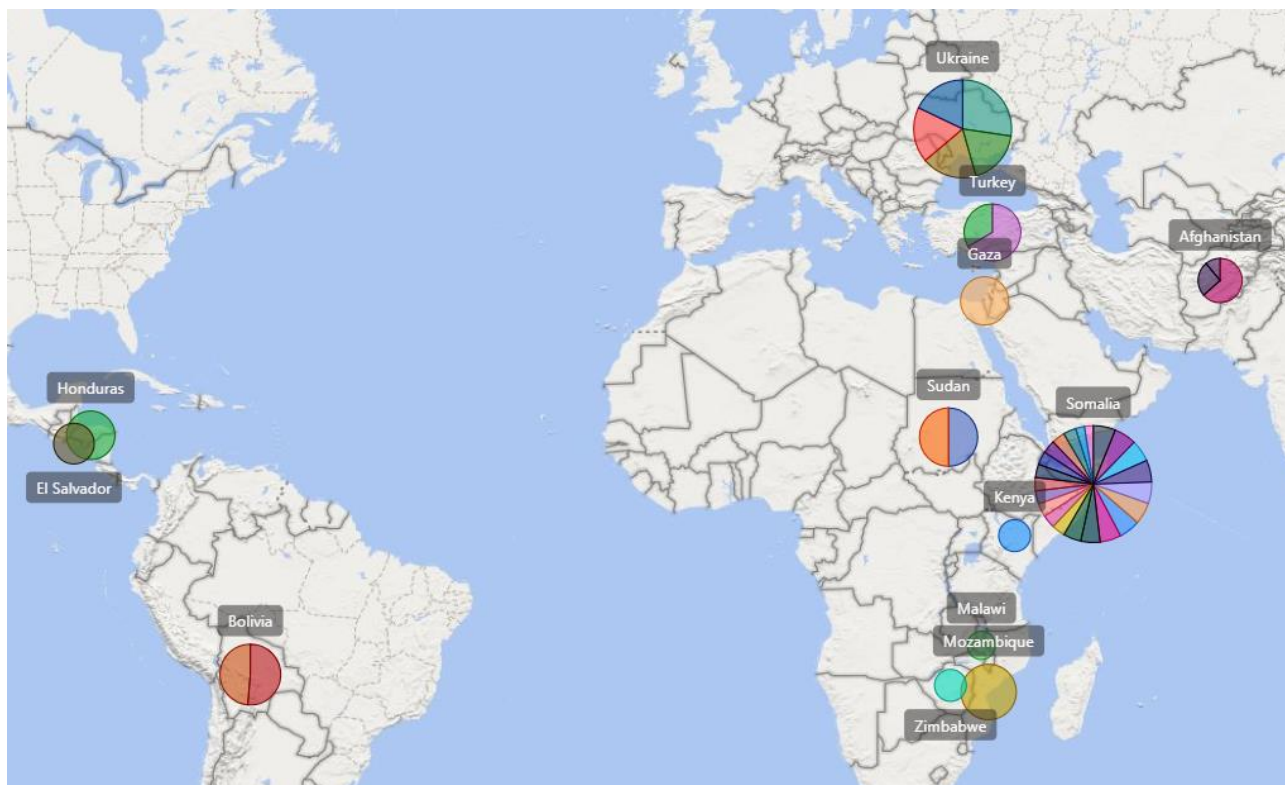 Ukraine
Turkey
Afghanistan
Gaza
Honduras
Sudan
Somalia
El Salvador
Kenya
Malawi
Bolivia
Mozambique
Zimbabwe